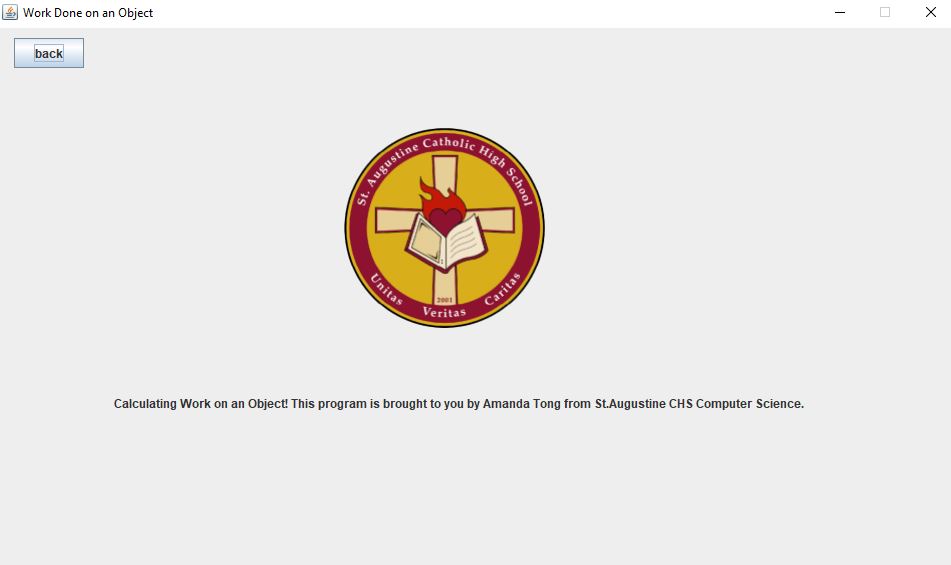 Work Done on an Object
back
St. Augustine Catholic High School
2001
Unitas Veritas Caritas
Calculating Work on an Object! This program is brought to you by Amanda Tong from St.Augustine CHS Computer Science.